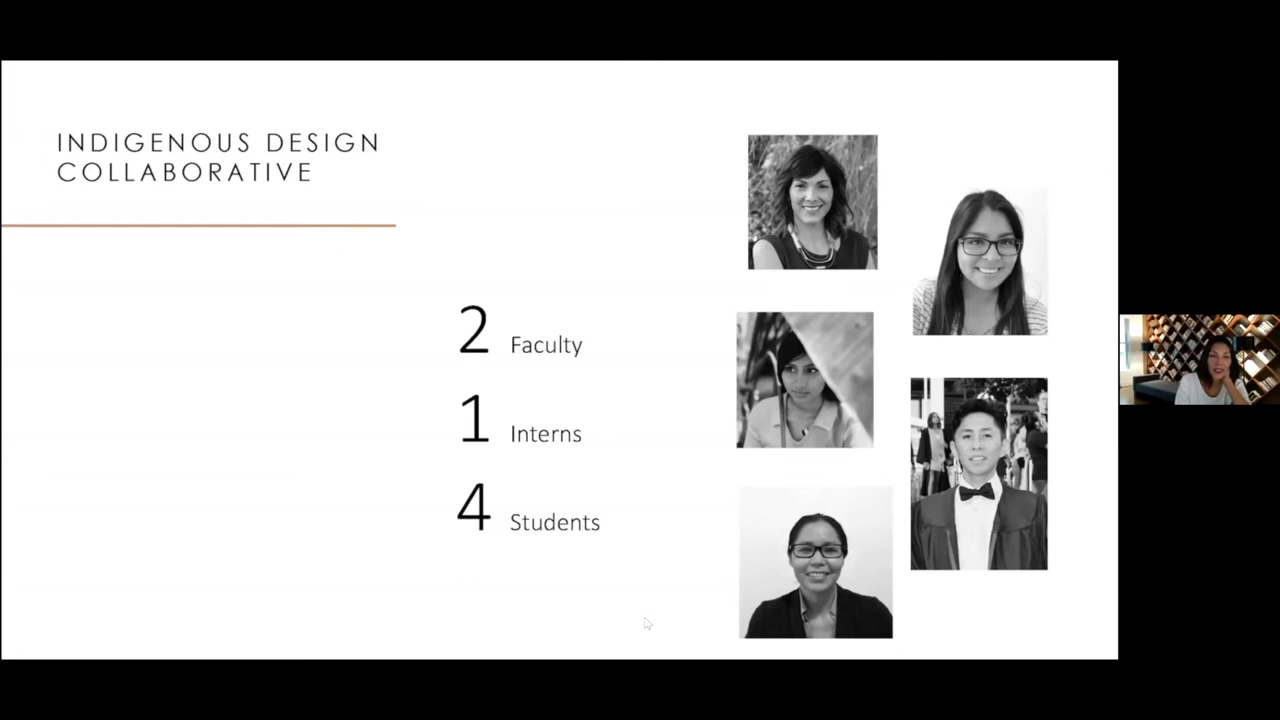 INDIGENOUS DESIGN
COLLABORATIVE
2 Faculty
1 Interns
4 Students